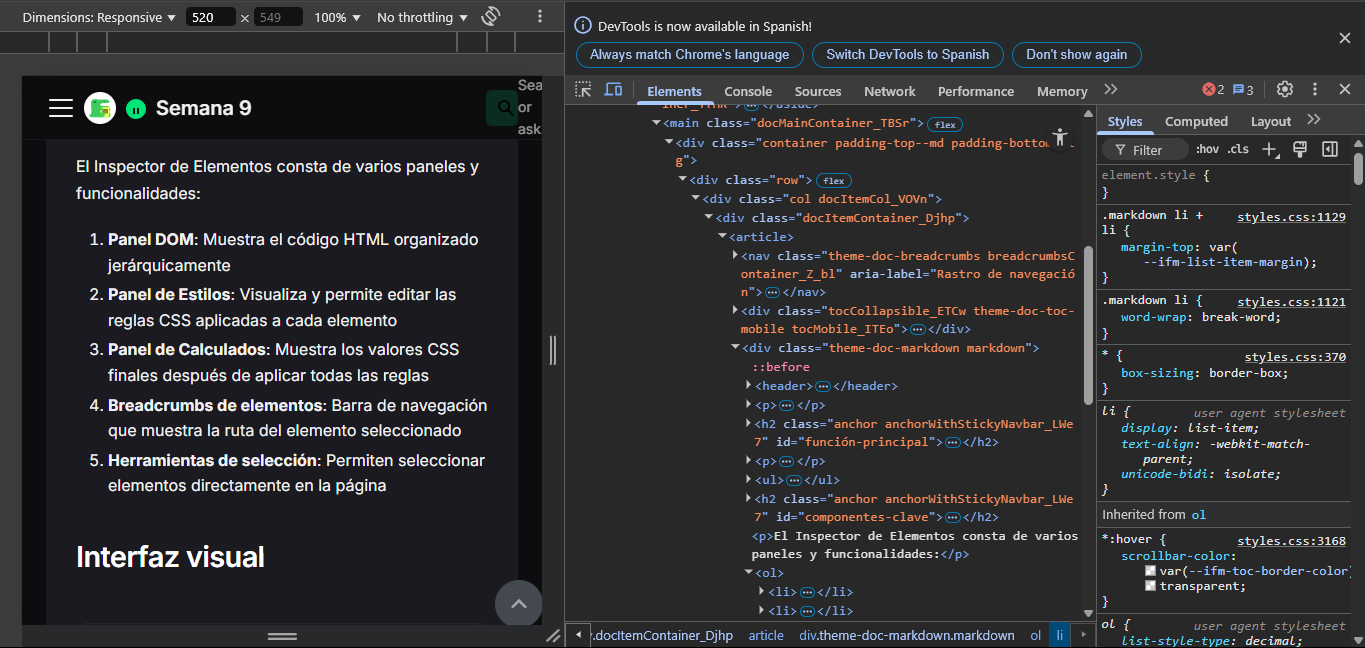 Dimensions: Responsive 520 × 549 100% No throttling
Semana 9
Sea
or
ask
El Inspector de Elementos consta de varios paneles y
funcionalidades:
1. Panel DOM: Muestra el código HTML organizado
jerárquicamente
2. Panel de Estilos: Visualiza y permite editar las
reglas CSS aplicadas a cada elemento
3. Panel de Calculados: Muestra los valores CSS
finales después de aplicar todas las reglas
4. Breadcrumbs de elementos: Barra de navegación
que muestra la ruta del elemento seleccionado
5. Herramientas de selección: Permiten seleccionar
elementos directamente en la página
Interfaz visual
DevTools is now available in Spanish!
Always match Chrome's language Switch DevTools to Spanish Don't show again
Elements Console Sources Network Performance Memory 2 3
<main class="docMainContainer_TBSr"> flex
<div class="container padding-top--md padding-bottom
g">
<div class="row"> flex
<div class="col docItemCol_VOVn">
<div class="docItemContainer_Djhp">
<article>
<nav class="theme-doc-breadcrumbs breadcrumbsC
ontainer_Z_bl" aria-label="Rastro de navegació
n"> ⋯ </nav>
<div class="tocCollapsible_ETCw theme-doc-toc-
mobile tocMobile_ITEo"> ⋯ </div>
<div class="theme-doc-markdown markdown">
::before
<header> ⋯ </header>
<p> ⋯ </p>
<h2 class="anchor anchorWithStickyNavbar_LWe
7" id="función-principal"> ⋯ </h2>
<p> ⋯ </p>
<ul> ⋯ </ul>
<h2 class="anchor anchorWithStickyNavbar_LWe
7" id="componentes-clave"> ⋯ </h2>
<p>El Inspector de Elementos consta de varios
paneles y funcionalidades:</p>
<ol>
<li> ⋯ </li>
<li> ⋯ </li>
.docItemContainer_Djhp article div.theme-doc-markdown.markdown ol li
Styles Computed Layout
Filter :hov .cls
element.style {
}
.markdown li + styles.css:1129
li {
margin-top: var(
--ifm-list-item-margin);
}
.markdown li { styles.css:1121
word-wrap: break-word;
}
* { styles.css:370
box-sizing: border-box;
}
li { user agent stylesheet
display: list-item;
text-align: -webkit-match-
parent;
unicode-bidi: isolate;
}
Inherited from ol
*:hover { styles.css:3168
scrollbar-color:
var(--ifm-toc-border-color)
transparent;
}
ol { user agent stylesheet
list-style-type: decimal;